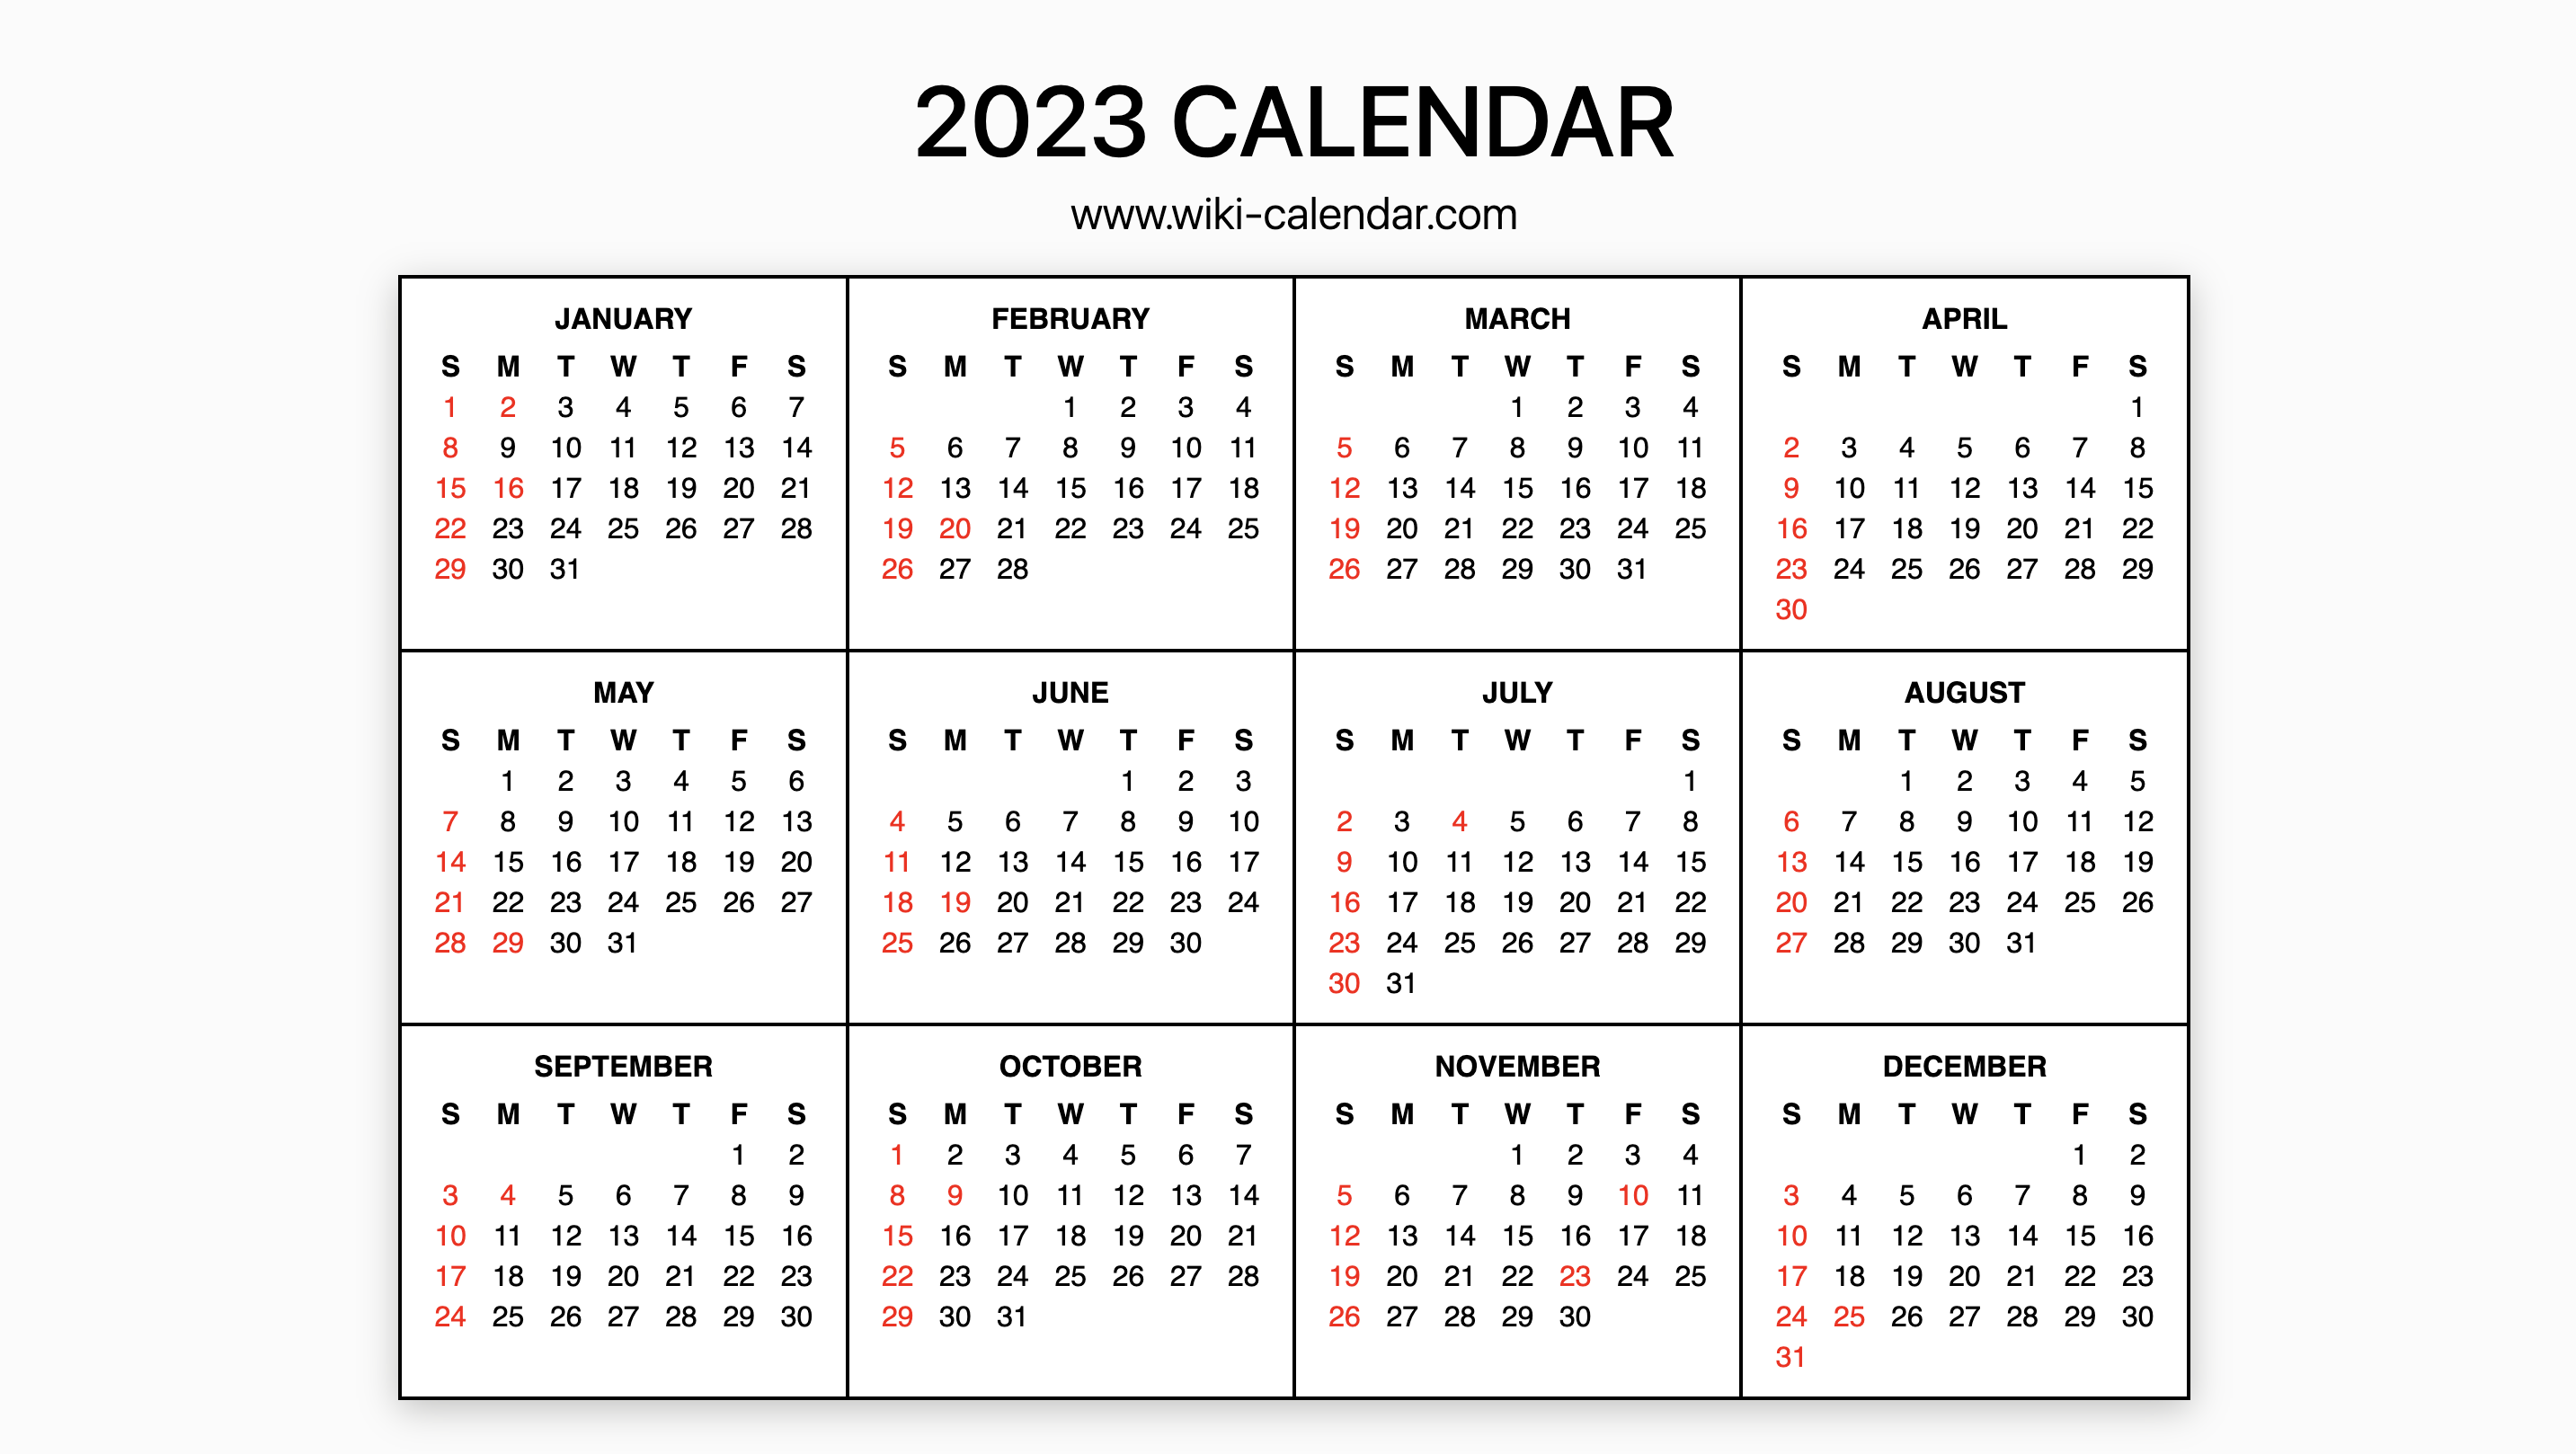 2023 CALENDAR
www.wiki-calendar.com
JANUARY
S M T W T F S
1 2 3 4 5 6 7
8 9 10 11 12 13 14
15 16 17 18 19 20 21
22 23 24 25 26 27 28
29 30 31
FEBRUARY
S M T W T F S
1 2 3 4
5 6 7 8 9 10 11
12 13 14 15 16 17 18
19 20 21 22 23 24 25
26 27 28
MARCH
S M T W T F S
1 2 3 4
5 6 7 8 9 10 11
12 13 14 15 16 17 18
19 20 21 22 23 24 25
26 27 28 29 30 31
APRIL
S M T W T F S
1
2 3 4 5 6 7 8
9 10 11 12 13 14 15
16 17 18 19 20 21 22
23 24 25 26 27 28 29
30
MAY
S M T W T F S
1 2 3 4 5 6
7 8 9 10 11 12 13
14 15 16 17 18 19 20
21 22 23 24 25 26 27
28 29 30 31
JUNE
S M T W T F S
1 2 3
4 5 6 7 8 9 10
11 12 13 14 15 16 17
18 19 20 21 22 23 24
25 26 27 28 29 30
JULY
S M T W T F S
1
2 3 4 5 6 7 8
9 10 11 12 13 14 15
16 17 18 19 20 21 22
23 24 25 26 27 28 29
30 31
AUGUST
S M T W T F S
1 2 3 4 5
6 7 8 9 10 11 12
13 14 15 16 17 18 19
20 21 22 23 24 25 26
27 28 29 30 31
SEPTEMBER
S M T W T F S
1 2
3 4 5 6 7 8 9
10 11 12 13 14 15 16
17 18 19 20 21 22 23
24 25 26 27 28 29 30
OCTOBER
S M T W T F S
1 2 3 4 5 6 7
8 9 10 11 12 13 14
15 16 17 18 19 20 21
22 23 24 25 26 27 28
29 30 31
NOVEMBER
S M T W T F S
1 2 3 4
5 6 7 8 9 10 11
12 13 14 15 16 17 18
19 20 21 22 23 24 25
26 27 28 29 30
DECEMBER
S M T W T F S
1 2
3 4 5 6 7 8 9
10 11 12 13 14 15 16
17 18 19 20 21 22 23
24 25 26 27 28 29 30
31